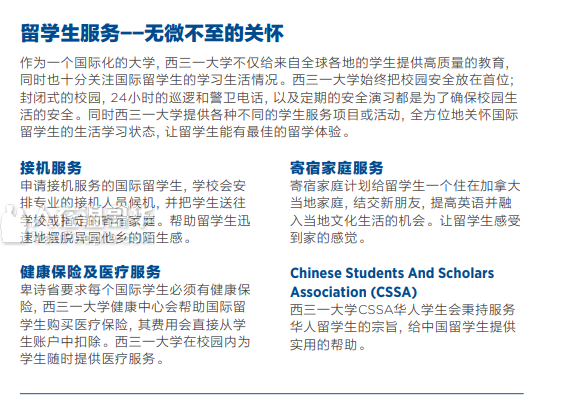 留学生服务--无微不至的关怀
作为一个国际化的大学，西三一大学不仅给来自全球各地的学生提供高质量的教育，
同时也十分关注国际留学生的学习生活情况。西三一大学始终把校园安全放在首位；
封闭式的校园，24小时的巡逻和警卫电话，以及定期的安全演习都是为了确保校园生
活的安全。同时西三一大学提供各种不同的学生服务项目或活动，全方位地关怀国际
留学生的生活学习状态，让留学生能有最佳的留学体验。
接机服务
申请接机服务的国际留学生，学校会安
排专业的接机人员候机，并把学生送往
学校或接待寄宿家庭。帮助留学生迅
速地摆脱异国他乡的陌生感。
健康保险及医疗服务
卑诗省要求每个国际学生必须有健康保
险，西三一大学健康中心会帮助国际留
学生购买医疗保险，其费用会直接从学
生账户中扣除。西三一大学在校园内为
学生随时提供医疗服务。
寄宿家庭服务
寄宿家庭计划给留学生一个住在加拿大
当地家庭，结交新朋友，提高英语并融
入当地文化生活的机会。让留学生感受
到家的感觉。
Chinese Students And Scholars
Association (CSSA)
西三一大学CSSA华人学生会秉持服务
华人留学生的宗旨，给中国留学生提供
实用的帮助。